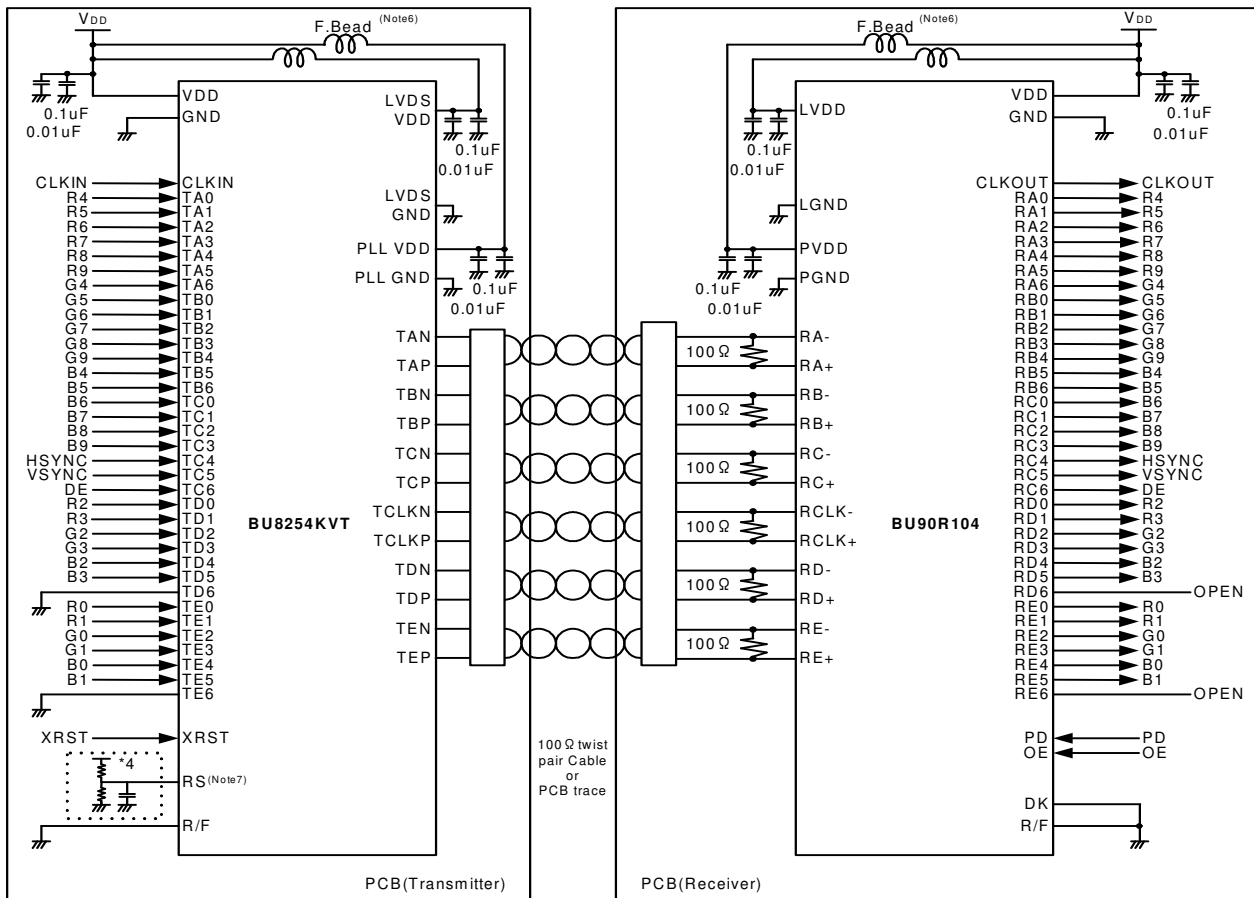 VDD
F.Bead (Note6)
VDD
GND
0.1uF
0.01uF
LVDS
VDD
0.1uF
0.01uF
LVDS
GND
PLL VDD
PLL GND
0.1uF
0.01uF
CLKIN CLKIN
R4 TA0
R5 TA1
R6 TA2
R7 TA3
R8 TA4
R9 TA5
G4 TA6
G5 TB0
G6 TB1
G7 TB2
G8 TB3
G9 TB4
B4 TB5
B5 TB6
B6 TC0
B7 TC1
B8 TC2
B9 TC3
HSYNC TC4
VSYNC TC5
DE TC6
R2 TD0
R3 TD1
G2 TD2
G3 TD3
B2 TD4
B3 TD5
TD6
R0 TE0
R1 TE1
G0 TE2
G1 TE3
B0 TE4
B1 TE5
TE6
XRST XRST
*4
RS(Note7)
R/F
BU8254KVT
TAN
TAP
TBN
TBP
TCN
TCP
TCLKN
TCLKP
TDN
TDP
TEN
TEP
PCB(Transmitter)
100Ω twist
pair Cable
or
PCB trace
VDD
F.Bead (Note6)
VDD
GND
0.1uF
0.01uF
LVDD
0.1uF
0.01uF
LGND
PVDD
PGND
0.1uF
0.01uF
100Ω
RA-
RA+
100Ω
RB-
RB+
100Ω
RC-
RC+
100Ω
RCLK-
RCLK+
100Ω
RD-
RD+
100Ω
RE-
RE+
BU90R104
CLKOUT CLKOUT
RA0 R4
RA1 R5
RA2 R6
RA3 R7
RA4 R8
RA5 R9
RA6 G4
RB0 G5
RB1 G6
RB2 G7
RB3 G8
RB4 G9
RB5 B4
RB6 B5
RC0 B6
RC1 B7
RC2 B8
RC3 B9
RC4 HSYNC
RC5 VSYNC
RC6 DE
RD0 R2
RD1 R3
RD2 G2
RD3 G3
RD4 B2
RD5 B3
RD6 OPEN
RE0 R0
RE1 R1
RE2 G0
RE3 G1
RE4 B0
RE5 B1
RE6 OPEN
PD PD
OE OE
DK
R/F
PCB(Receiver)